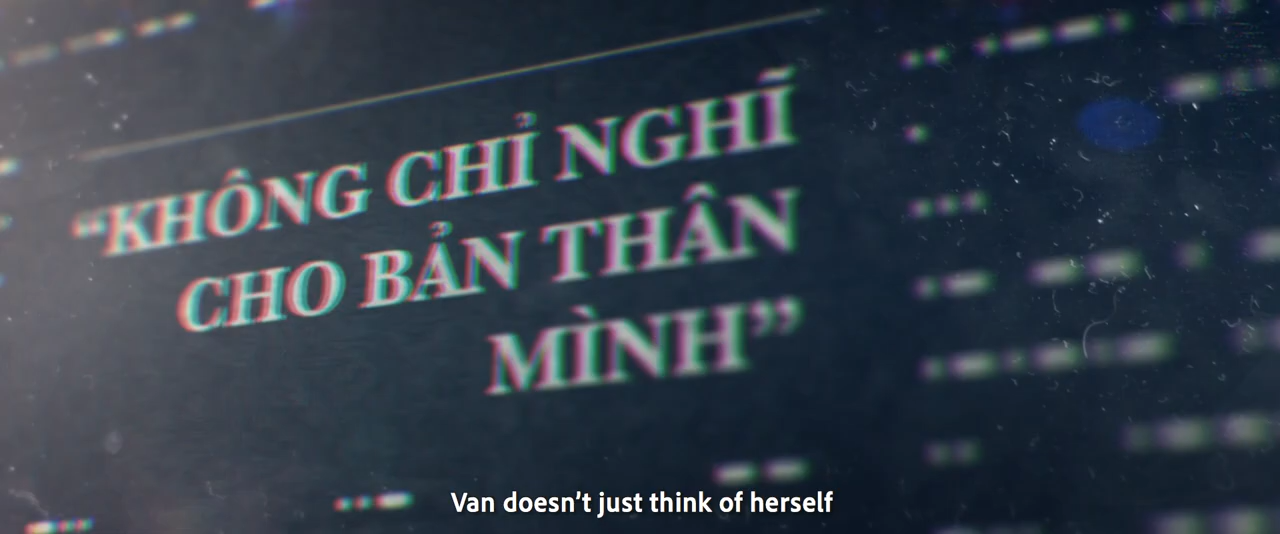 “KHÔNG CHỈ NGHĨ
CHO BẢN THÂN
MÌNH”
Van doesn’t just think of herself